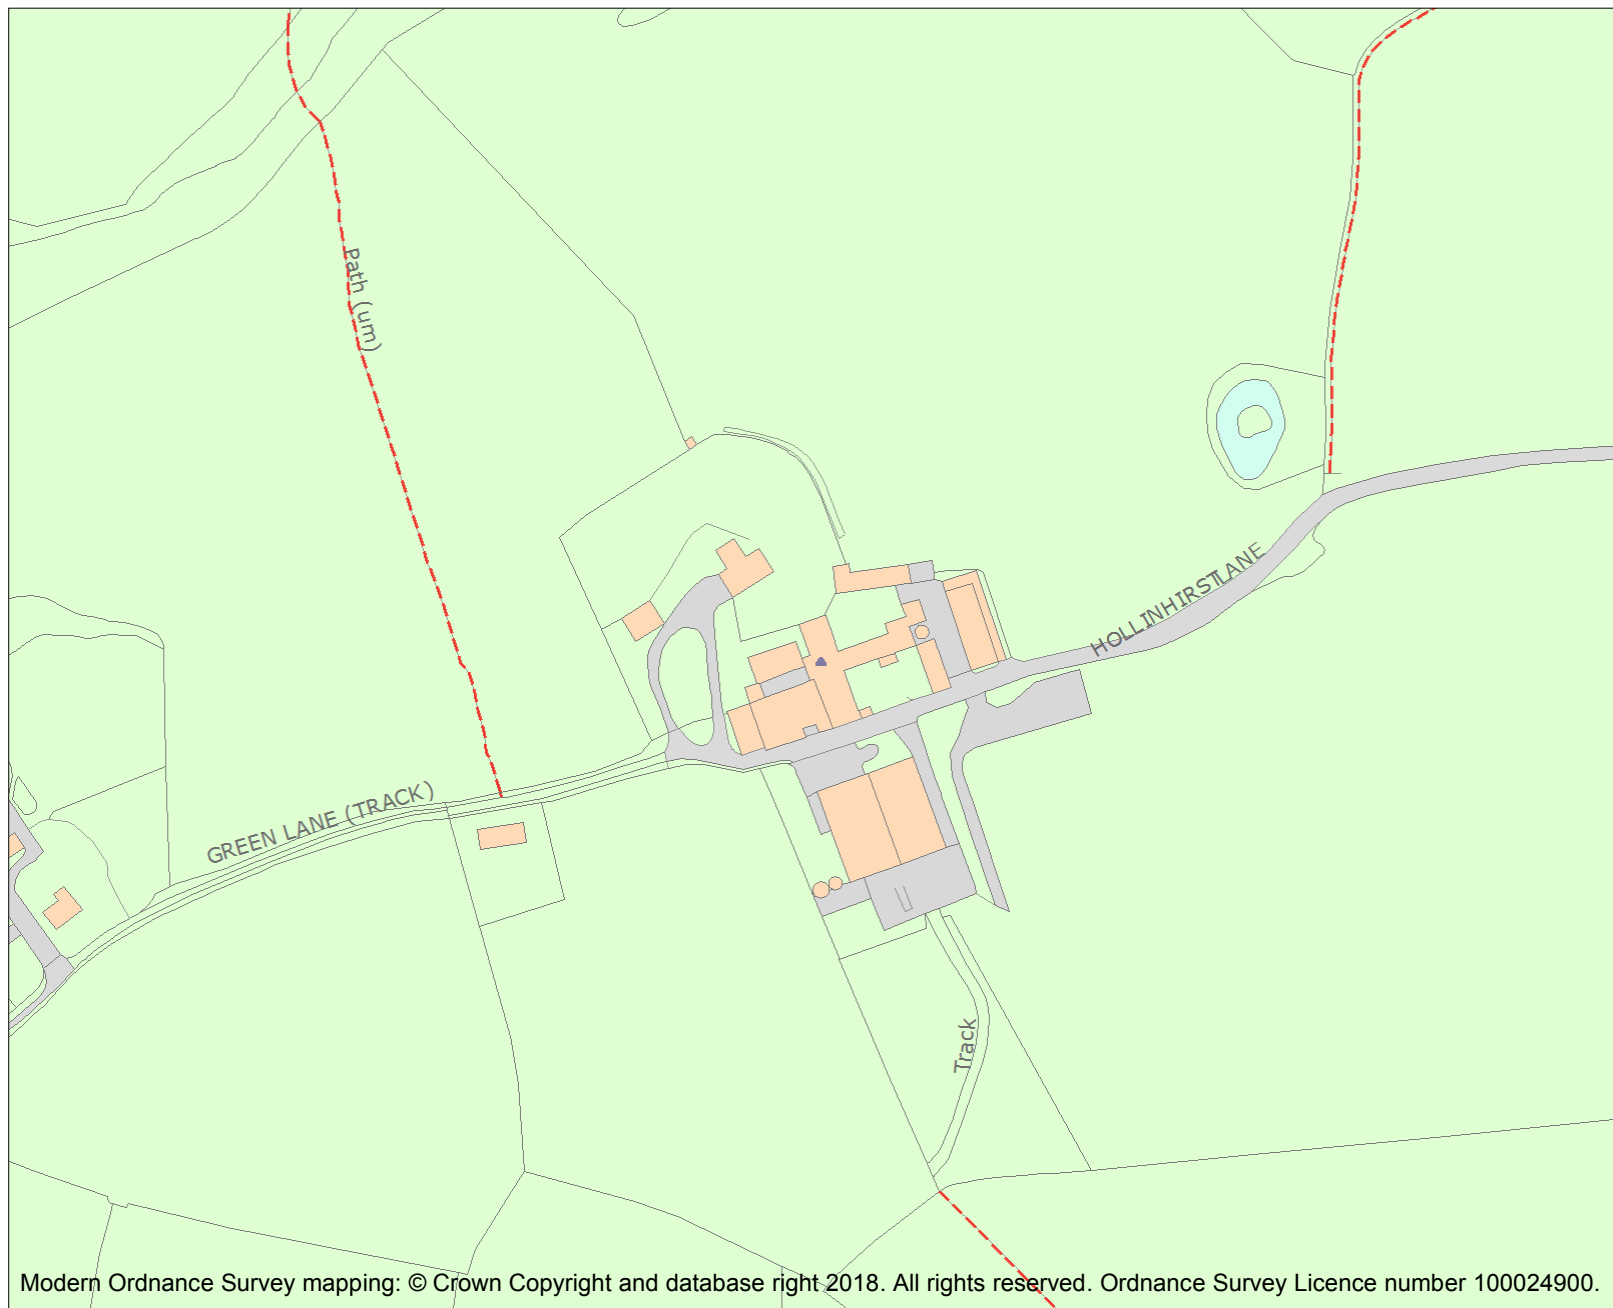 Path (um)
HOLLINHIRST LANE
GREEN LANE (TRACK)
Track
Modern Ordnance Survey mapping: © Crown Copyright and database right 2018. All rights reserved. Ordnance Survey Licence number 100024900.